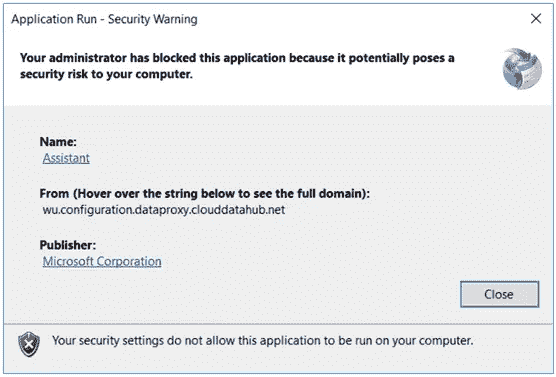 Application Run - Security Warning
Your administrator has blocked this application because it potentially poses a
security risk to your computer.
Name:
Assistant
From (Hover over the string below to see the full domain):
wu.configuration.dataproxy.clouddatahub.net
Publisher:
Microsoft Corporation
Close
Your security settings do not allow this application to be run on your computer.